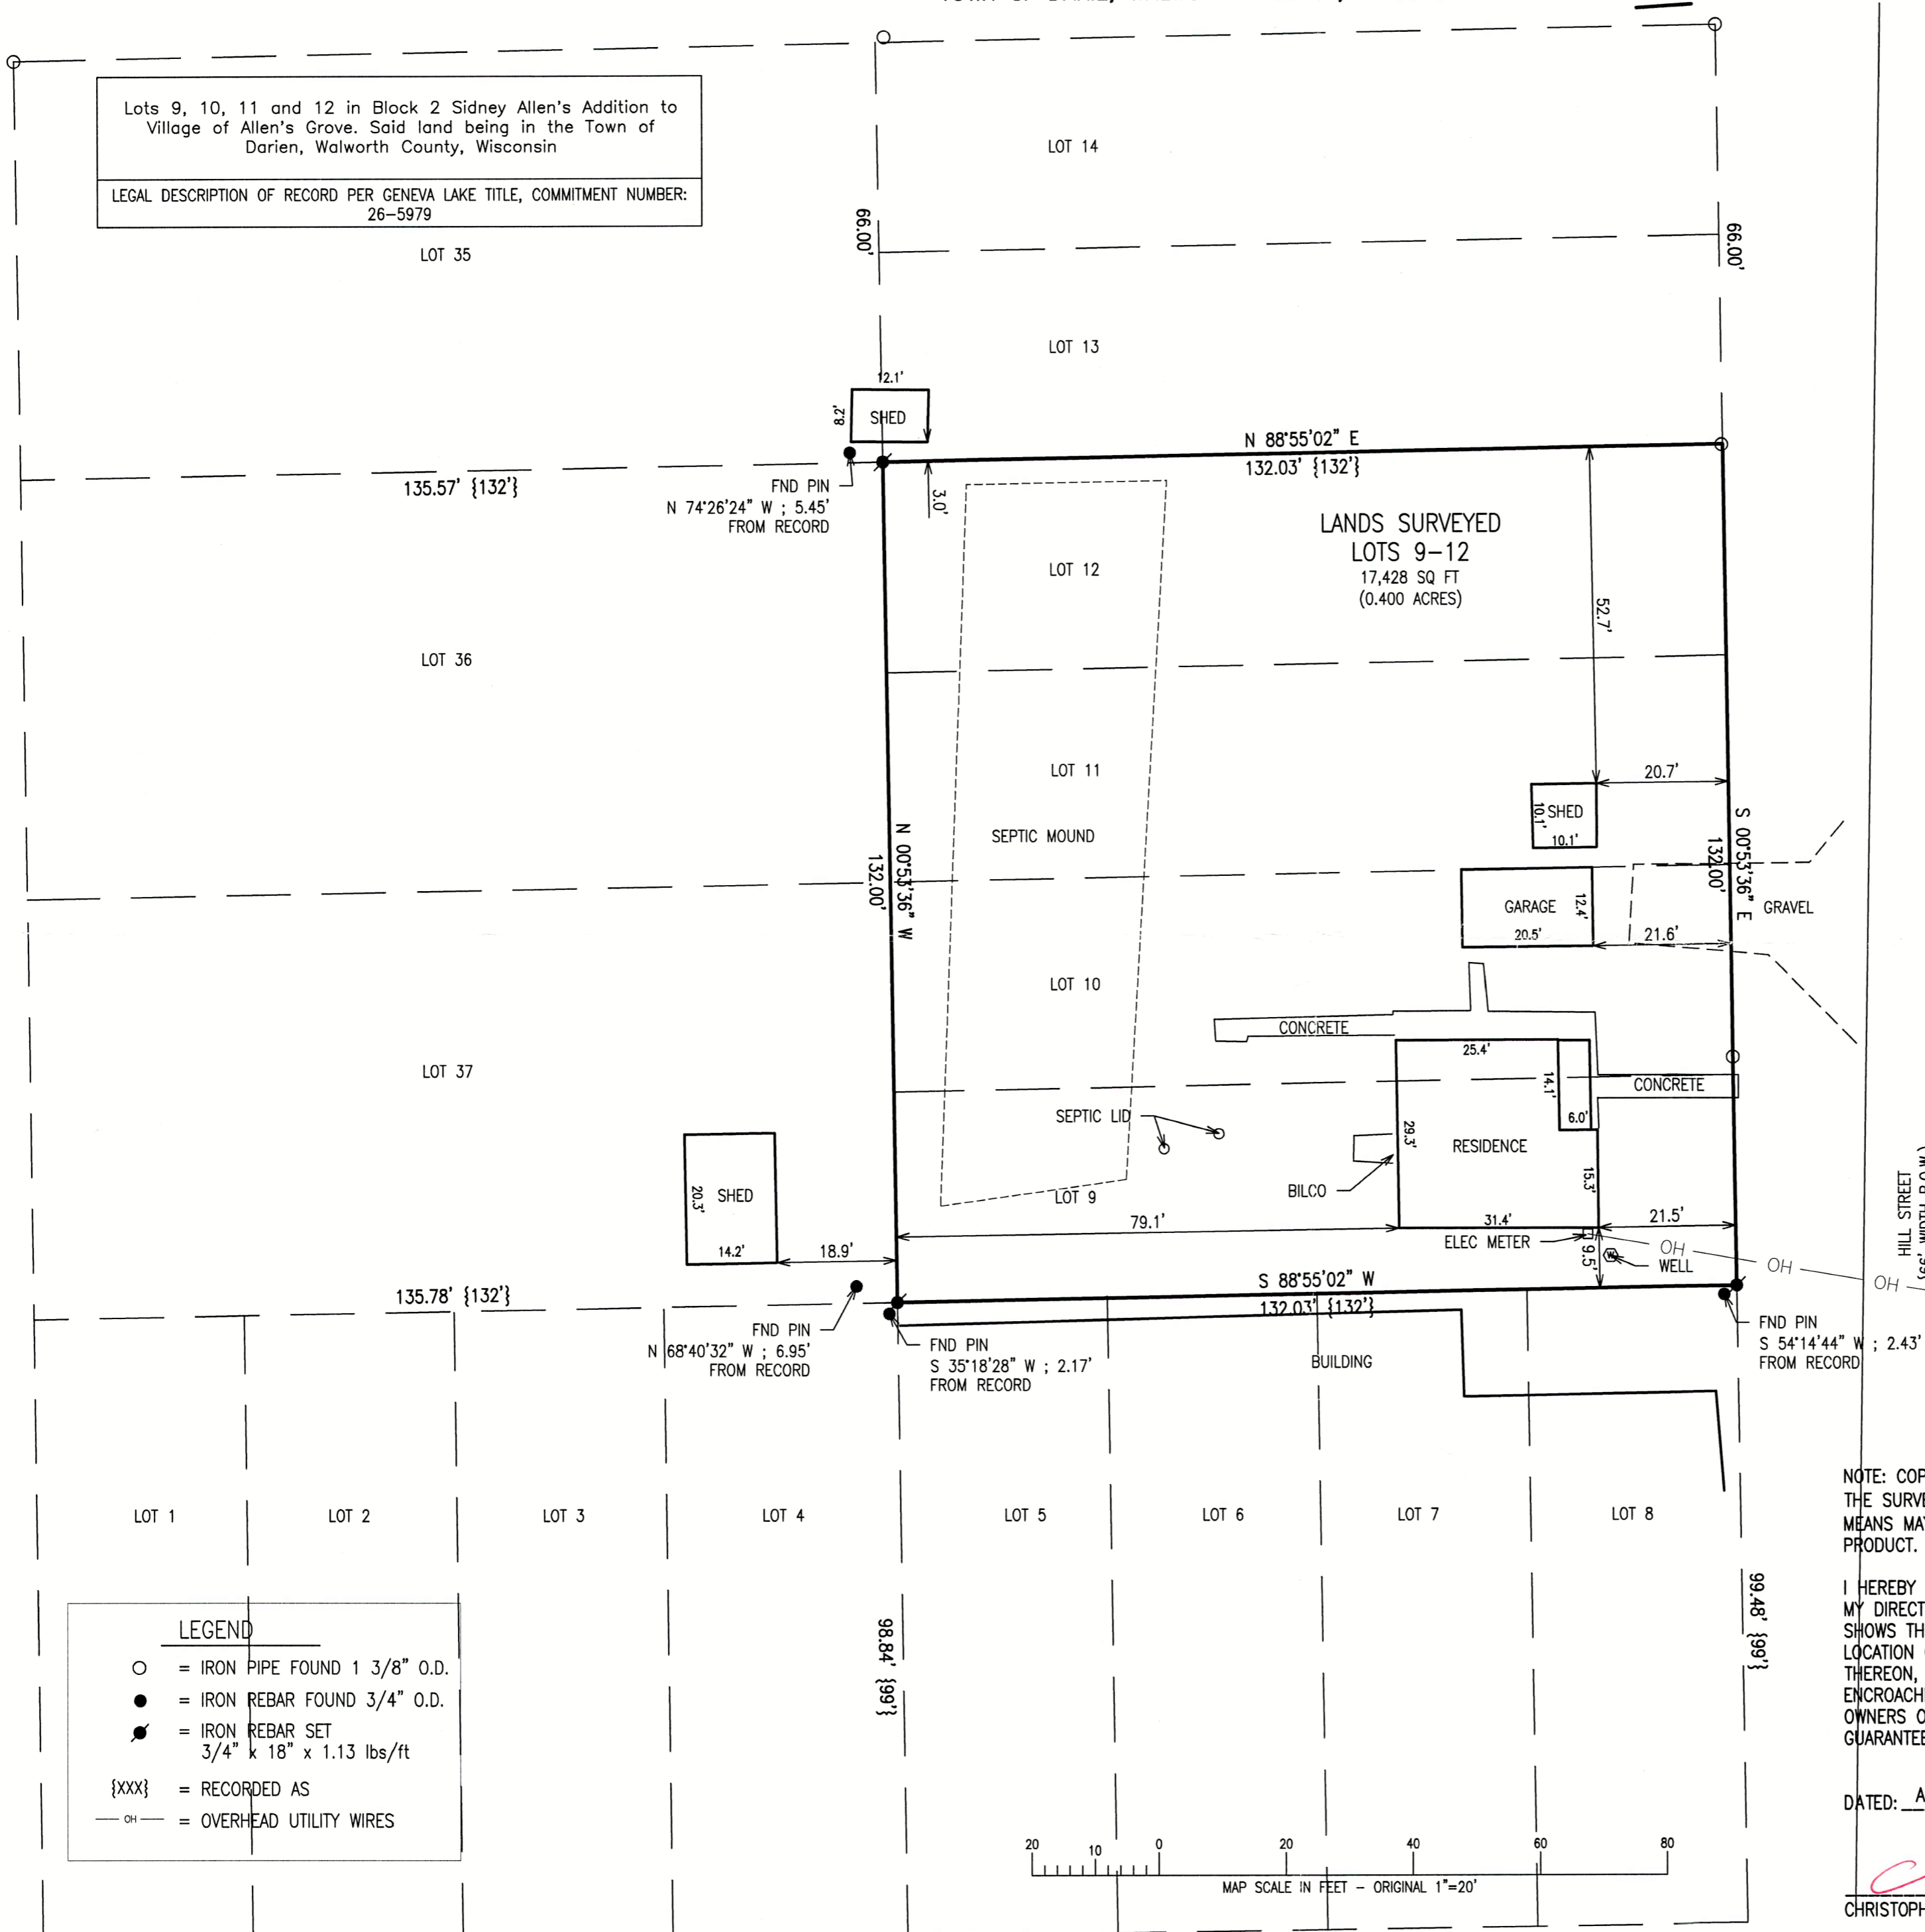 Lots 9, 10, 11 and 12 in Block 2 Sidney Allen's Addition to
Village of Allen's Grove. Said land being in the Town of
Darien, Walworth County, Wisconsin
LEGAL DESCRIPTION OF RECORD PER GENEVA LAKE TITLE, COMMITMENT NUMBER:
26-5979
LOT 14
66.00'
66.00'
LOT 35
LOT 13
12.1'
8.2'
SHED
N 88°55'02" E
132.03' {132'}
135.57' {132'}
FND PIN
N 74°26'24" W ; 5.45'
FROM RECORD
3.0'
LANDS SURVEYED
LOTS 9-12
17,428 SQ FT
(0.400 ACRES)
LOT 12
52.7'
LOT 36
LOT 11
20.7'
SHED
10.1'
10.1'
SEPTIC MOUND
N 00°53'36" W
132.00'
S 00°53'36" E
132.00'
GARAGE
12.4'
20.5'
21.6'
GRAVEL
LOT 10
CONCRETE
25.4'
14.1'
6.0'
CONCRETE
LOT 37
SEPTIC LID
29.3'
RESIDENCE
15.3'
BILCO
LOT 9
SHED
20.3'
14.2'
18.9'
79.1'
31.4'
21.5'
ELEC METER
9.5'
W
WELL
OH
OH
OH
HILL STREET
S 88°55'02" W
132.03' {132'}
135.78' {132'}
FND PIN
N 68°40'32" W ; 6.95'
FROM RECORD
FND PIN
S 35°18'28" W ; 2.17'
FROM RECORD
BUILDING
FND PIN
S 54°14'44" W ; 2.43'
FROM RECORD
LOT 1
LOT 2
LOT 3
LOT 4
LOT 5
LOT 6
LOT 7
LOT 8
98.84' {99'}
99.48' {99'}
NOTE:
THE
MEANS
PRODUCT.
I HEREBY
MY
SHOWS
LOCATION
THEREON,
OWNERS
DATED:
LEGEND
= IRON PIPE FOUND 1 3/8" O.D.
= IRON REBAR FOUND 3/4" O.D.
= IRON REBAR SET
3/4" x 18" x 1.13 lbs/ft
{XXX} = RECORDED AS
OH = OVERHEAD UTILITY WIRES
20 10 0 20 40 60 80
MAP SCALE IN FEET - ORIGINAL 1"=20'